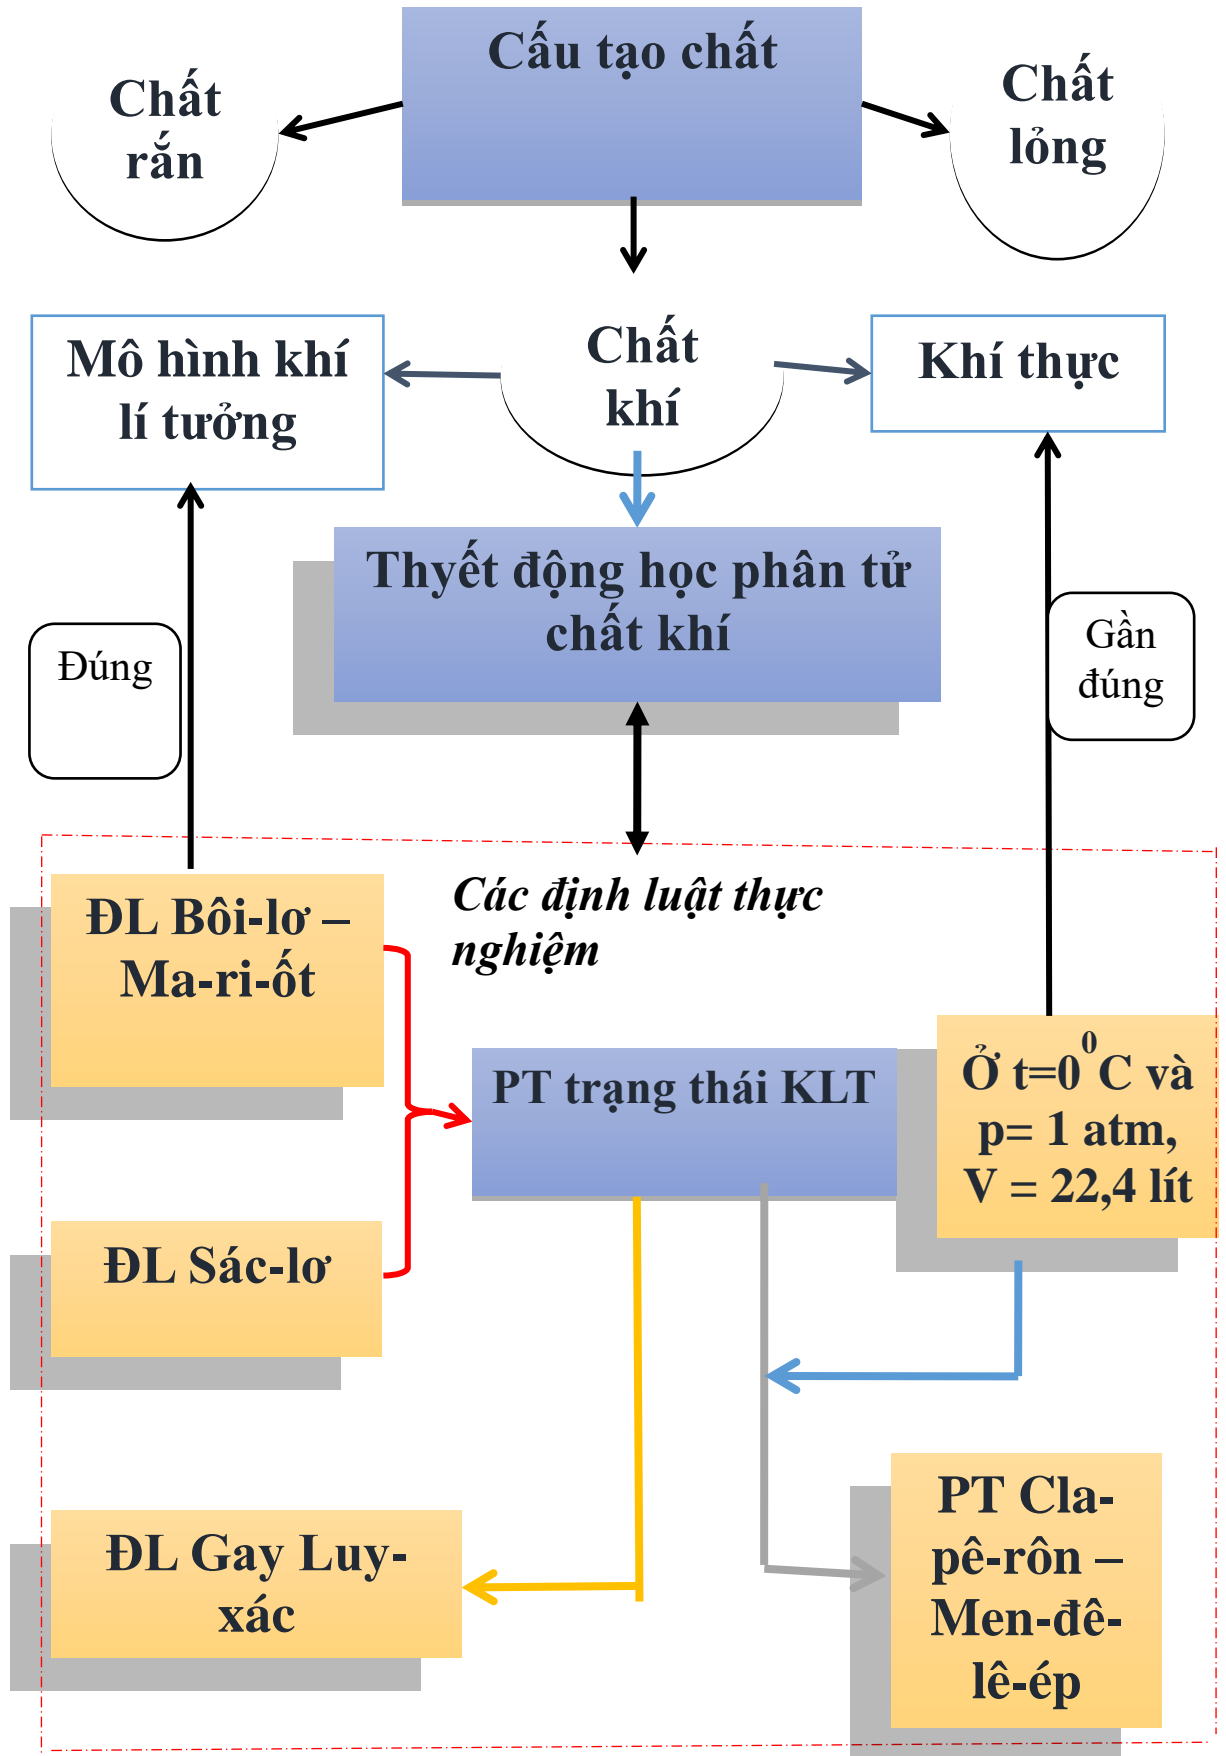 Cấu tạo chất
Chất
rắn
Chất
lỏng
Mô hình khí
lí tưởng
Chất
khí
Khí thực
Thyết động học phân tử
chất khí
Đúng
Gần
đúng
Các định luật thực
nghiệm
ĐL Bôi-lơ –
Ma-ri-ốt
PT trạng thái KLT
Ở t=0⁰C và
p= 1 atm,
V = 22,4 lít
ĐL Sác-lơ
ĐL Gay Luy-
xác
PT Cla-
pê-rôn –
Men-đê-
lê-ép